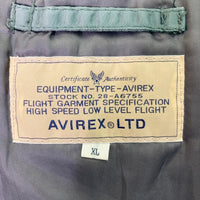 Certificate Authenticity
EQUIPMENT-TYPE-AVIREX
STOCK NO. 28-A6755
FLIGHT GARMENT SPECIFICATION
HIGH SPEED LOW LEVEL FLIGHT
AVIREX® LTD
XL